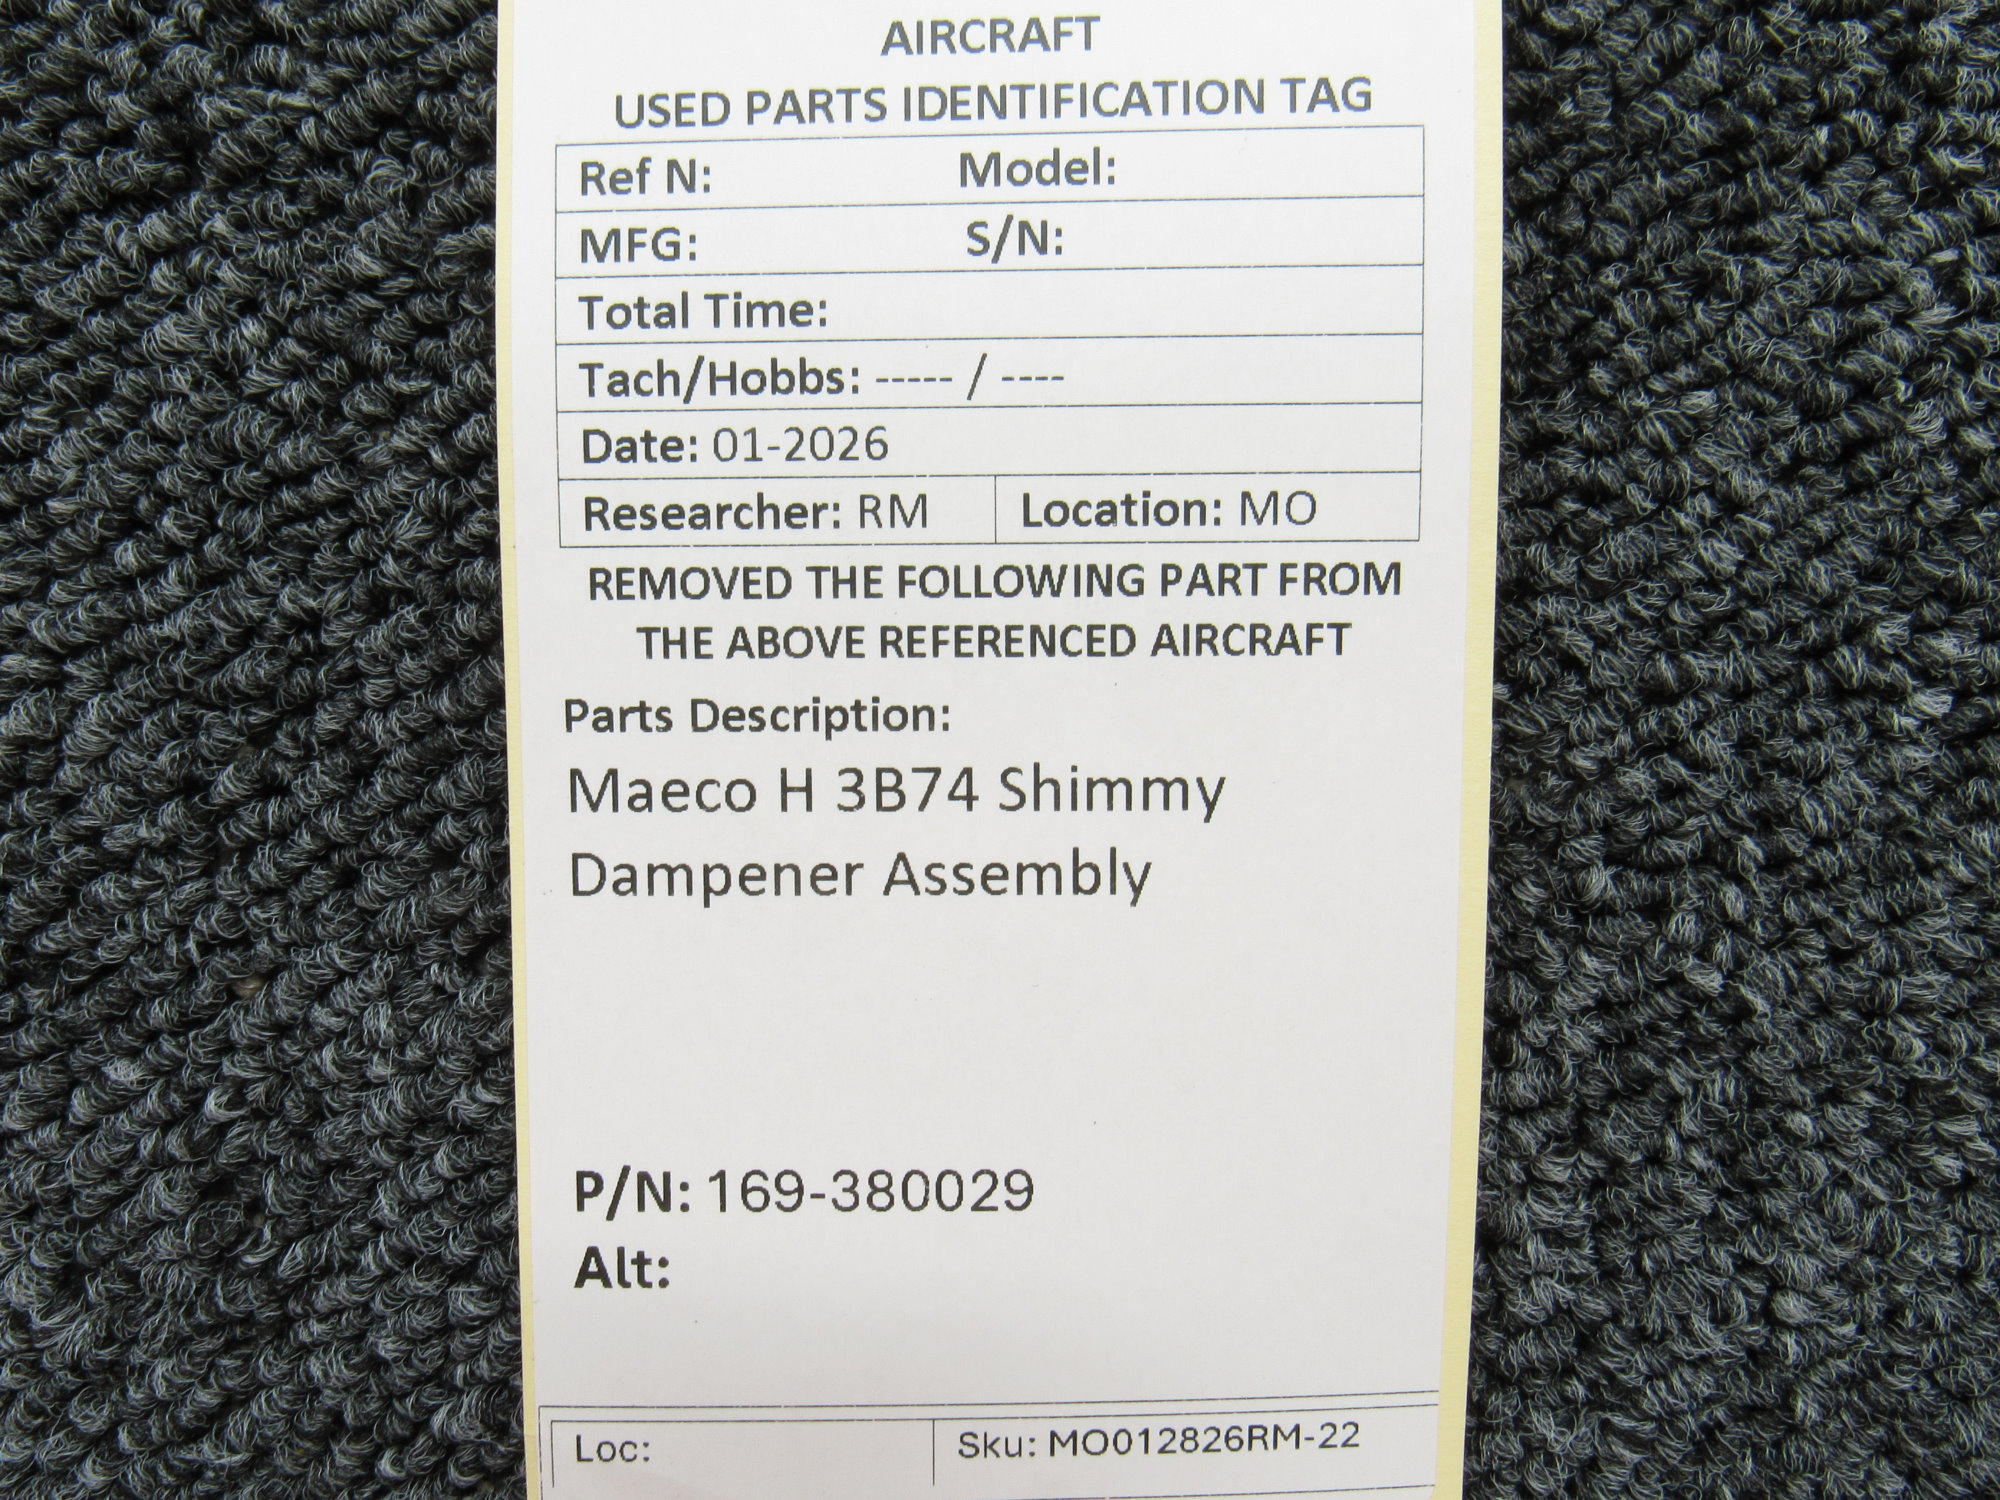 AIRCRAFT
USED PARTS IDENTIFICATION TAG
Ref N: Model:
MFG: S/N:
Total Time:
Tach/Hobbs: ----- / ----
Date: 01-2026
Researcher: RM Location: MO
REMOVED THE FOLLOWING PART FROM
THE ABOVE REFERENCED AIRCRAFT
Parts Description:
Maeco H 3B74 Shimmy
Dampener Assembly
P/N: 169-380029
Alt:
Loc: Sku: MO012826RM-22